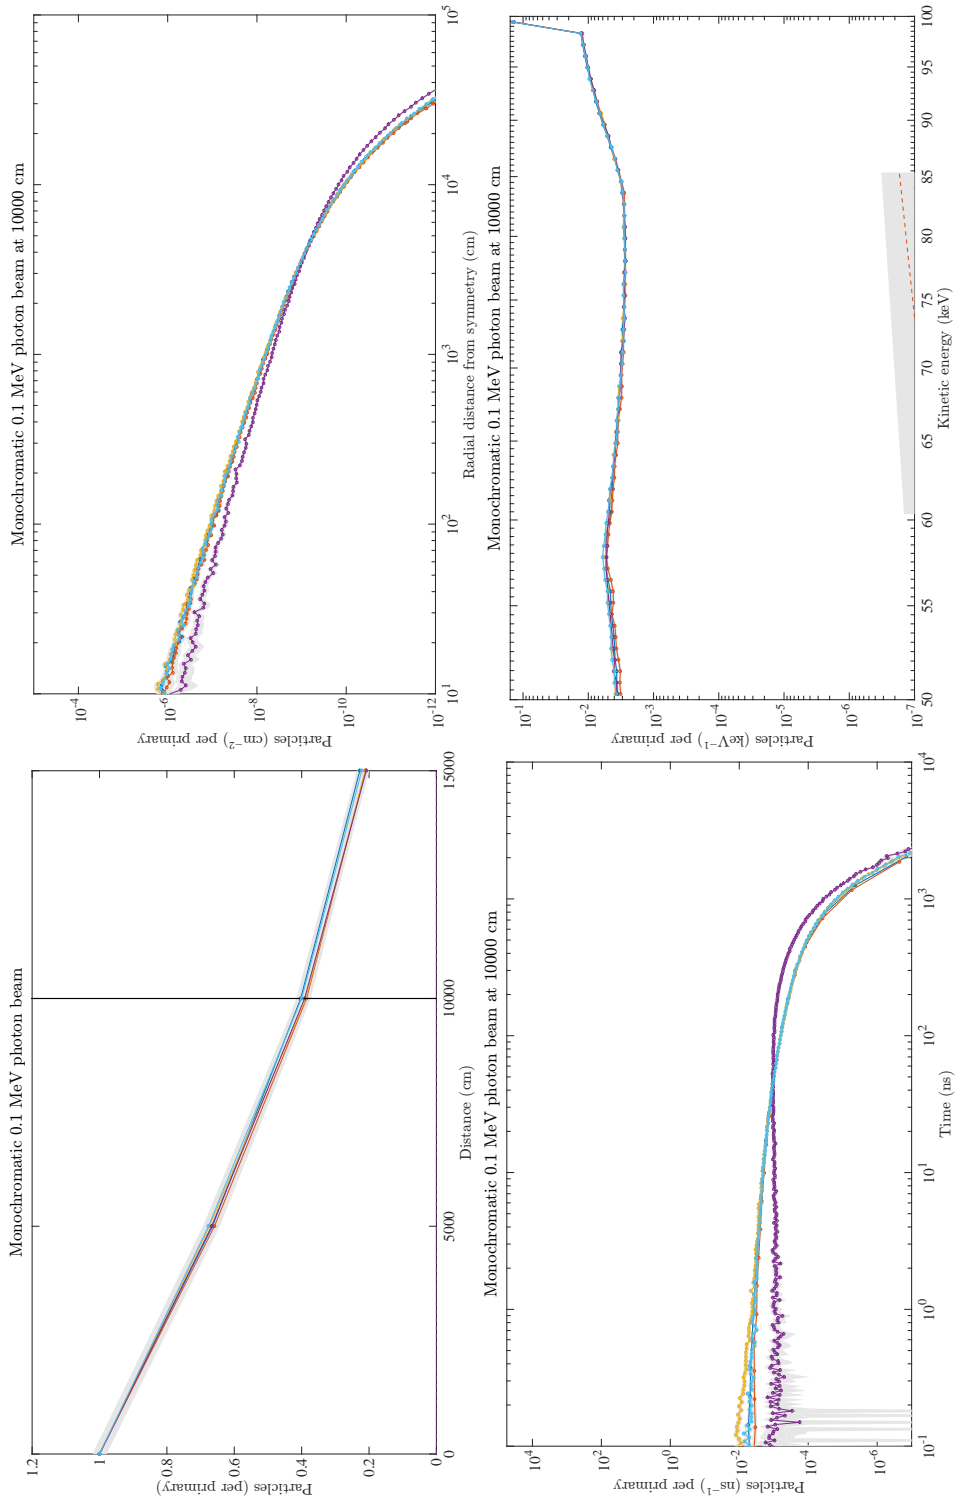 Monochromatic 0.1 MeV photon beam
Particles (per primary)
1.2
1
0.8
0.6
0.4
0.2
0 5000 10000 15000
Distance (cm)
Monochromatic 0.1 MeV photon beam at 10000 cm
Particles (cm⁻²) per primary
10⁻⁴
10⁻⁶
10⁻⁸
10⁻¹⁰
10⁻¹²
10¹ 10² 10³ 10⁴ 10⁵
Radial distance from symmetry (cm)
Monochromatic 0.1 MeV photon beam at 10000 cm
Particles (ns⁻¹) per primary
10⁴
10²
10⁰
10⁻²
10⁻⁴
10⁻⁶
10⁻¹ 10⁰ 10¹ 10² 10³ 10⁴
Time (ns)
Monochromatic 0.1 MeV photon beam at 10000 cm
Particles (keV⁻¹) per primary
10⁻¹
10⁻²
10⁻³
10⁻⁴
10⁻⁵
10⁻⁶
10⁻⁷
50 55 60 65 70 75 80 85 90 95 100
Kinetic energy (keV)